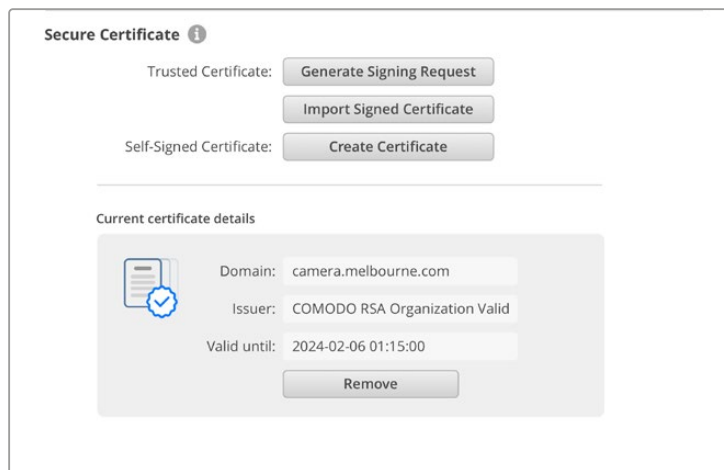 Secure Certificate
Trusted Certificate: Generate Signing Request
Import Signed Certificate
Self-Signed Certificate: Create Certificate
Current certificate details
Domain: camera.melbourne.com
Issuer: COMODO RSA Organization Valid
Valid until: 2024-02-06 01:15:00
Remove